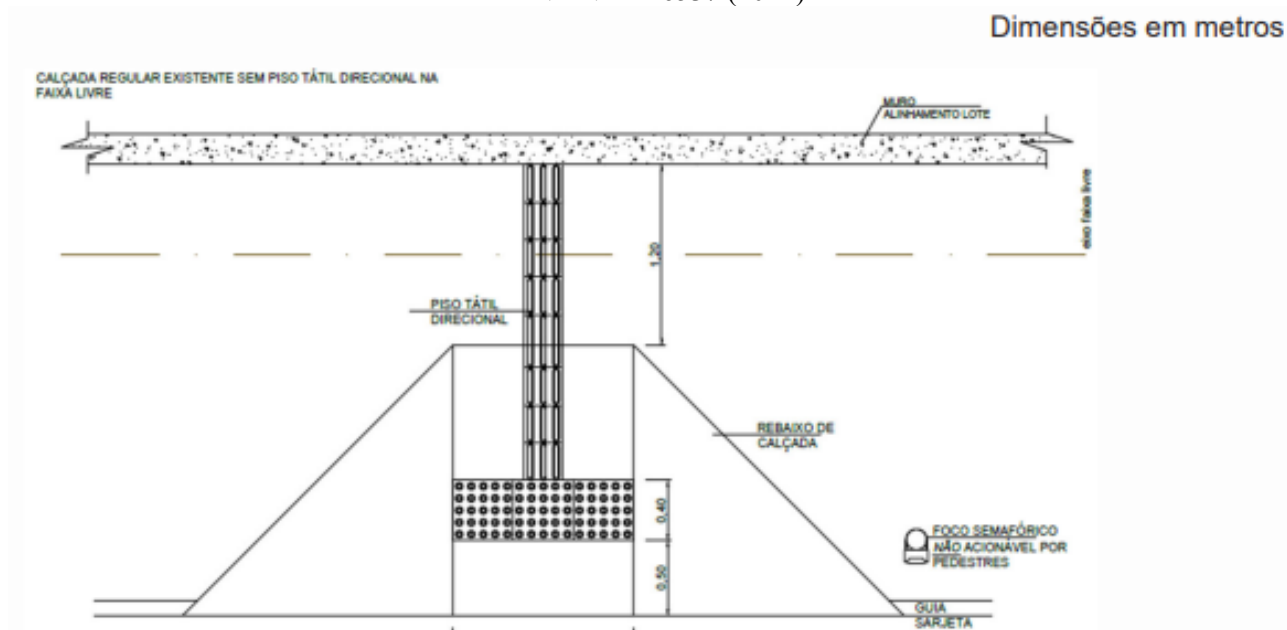 Dimensões em metros
CALÇADA REGULAR EXISTENTE SEM PISO TÁTIL DIRECIONAL NA
FAIXA LIVRE
MURO
ALINHAMENTO LOTE
eixo faixa livre
1,20
PISO TÁTIL
DIRECIONAL
REBAIXO DE
CALÇADA
0,40
FOCO SEMAFÓRICO
NÃO ACIONÁVEL POR
PEDESTRES
0,50
GUIA
SARJETA